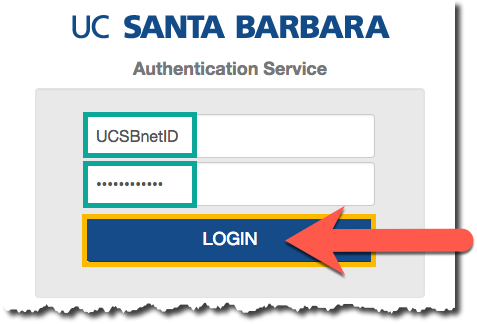 UC SANTA BARBARA
Authentication Service
UCSBnetID
••••••••••••
LOGIN